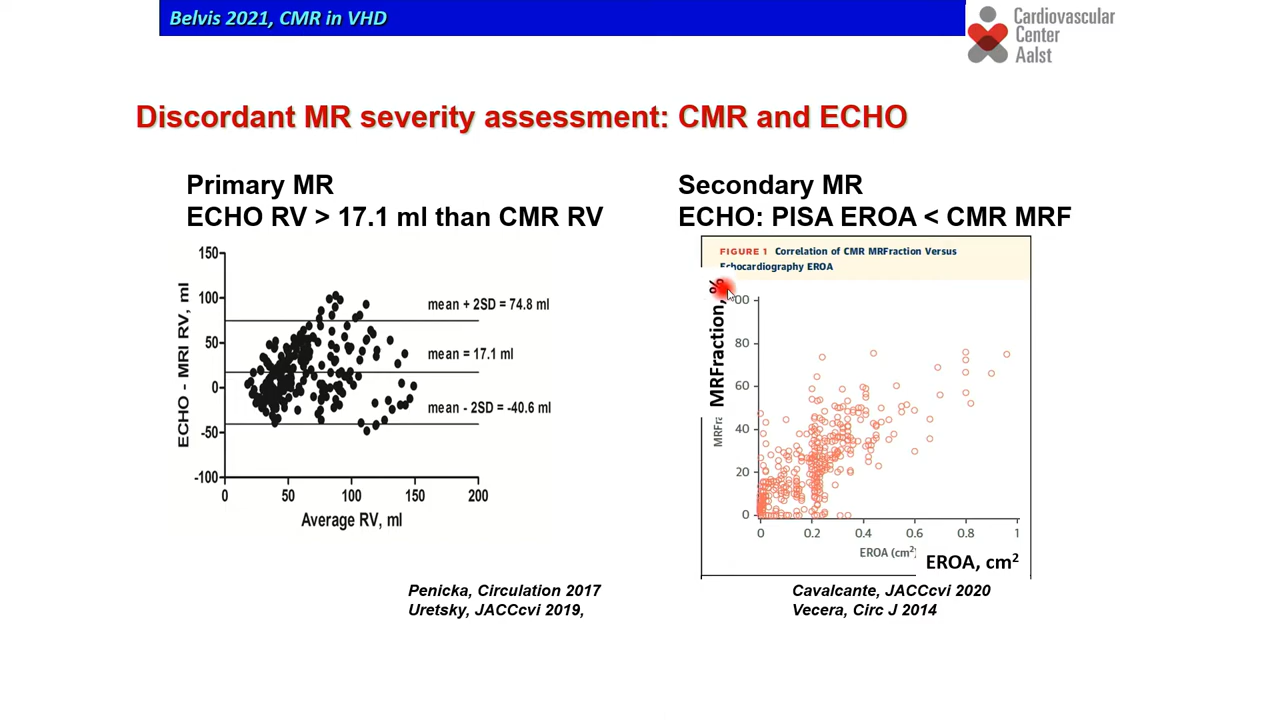 Belvis 2021, CMR in VHD
Cardiovascular
Center
Aalst
Discordant MR severity assessment: CMR and ECHO
Primary MR
ECHO RV > 17.1 ml than CMR RV
150
100
50
0
-50
-100
ECHO - MRI RV, ml
mean + 2SD = 74.8 ml
mean = 17.1 ml
mean - 2SD = -40.6 ml
0 50 100 150 200
Average RV, ml
Penicka, Circulation 2017
Uretsky, JACCcvi 2019,
Secondary MR
ECHO: PISA EROA < CMR MRF
FIGURE 1 Correlation of CMR MRFraction Versus
Echocardiography EROA
MRFraction, %
MRFra
00
80
60
40
20
0
0 0.2 0.4 0.6 0.8 1
EROA (cm²
EROA, cm²
Cavalcante, JACCcvi 2020
Vecera, Circ J 2014